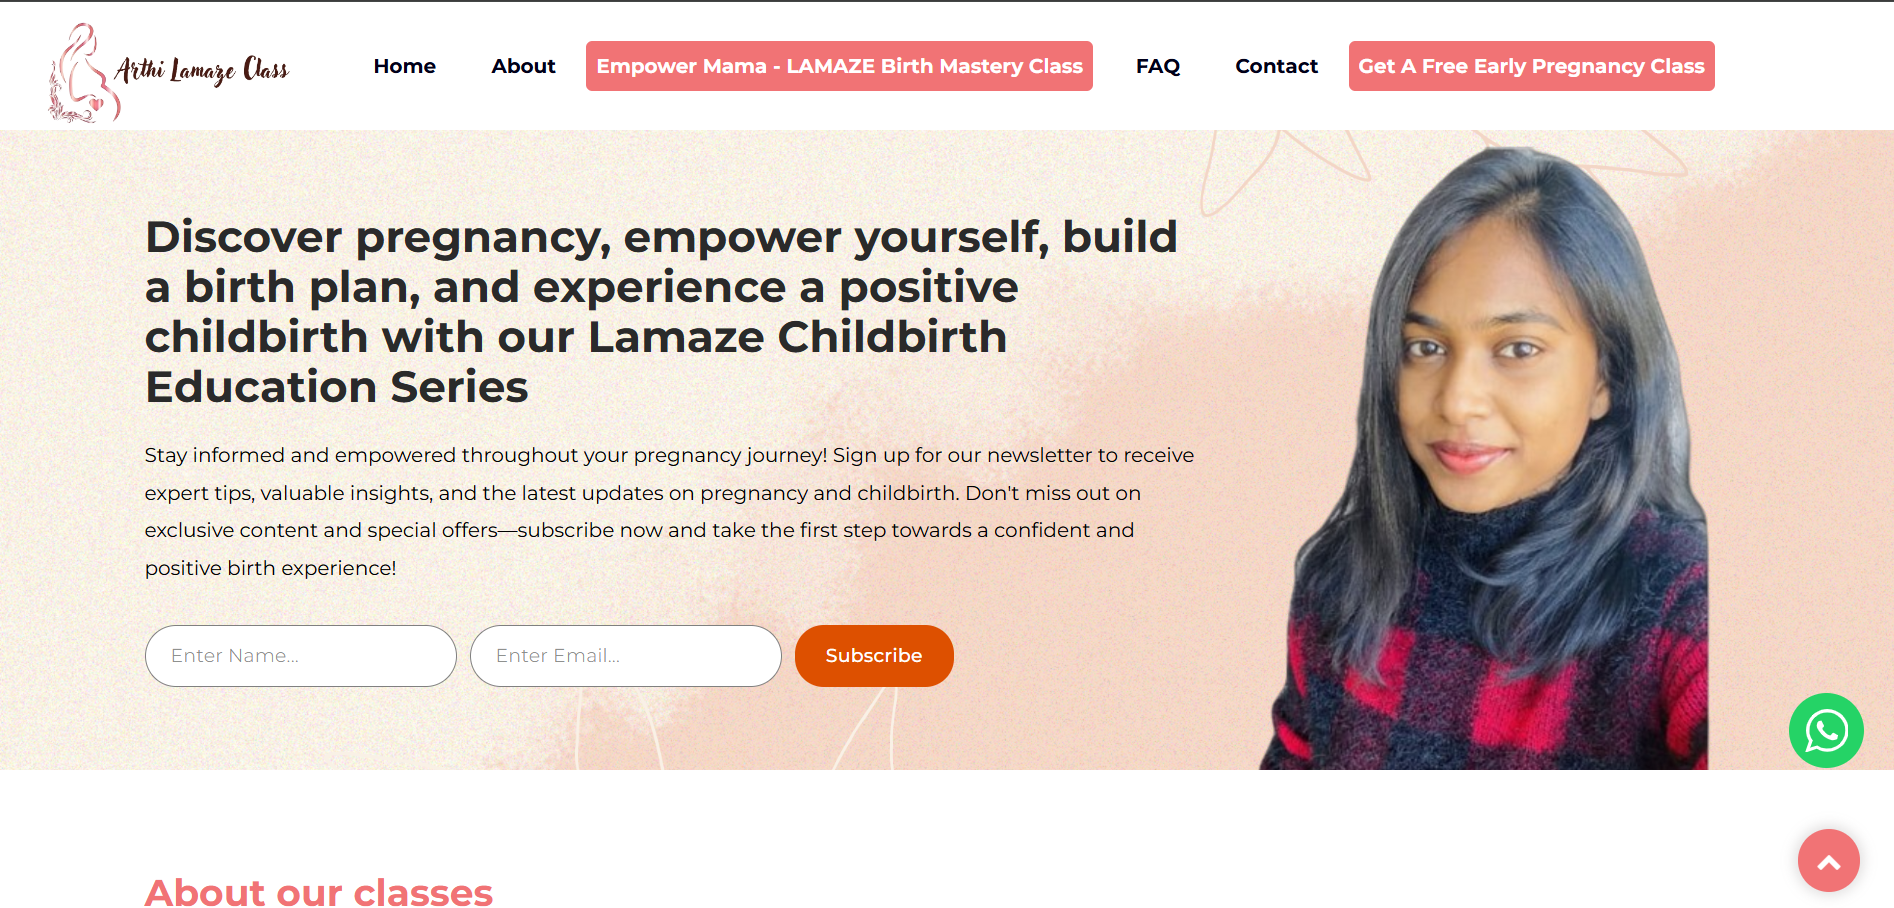 Arthi Lamaze Class
Home
About
Empower Mama - LAMAZE Birth Mastery Class
FAQ
Contact
Get A Free Early Pregnancy Class
Discover pregnancy, empower yourself, build
a birth plan, and experience a positive
childbirth with our Lamaze Childbirth
Education Series
Stay informed and empowered throughout your pregnancy journey! Sign up for our newsletter to receive
expert tips, valuable insights, and the latest updates on pregnancy and childbirth. Don't miss out on
exclusive content and special offers—subscribe now and take the first step towards a confident and
positive birth experience!
Enter Name...
Enter Email...
Subscribe
About our classes